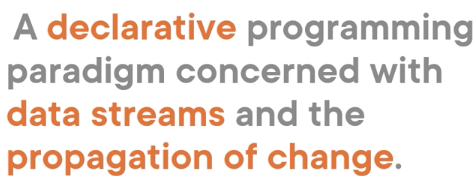 A declarative programming
paradigm concerned with
data streams and the
propagation of change.